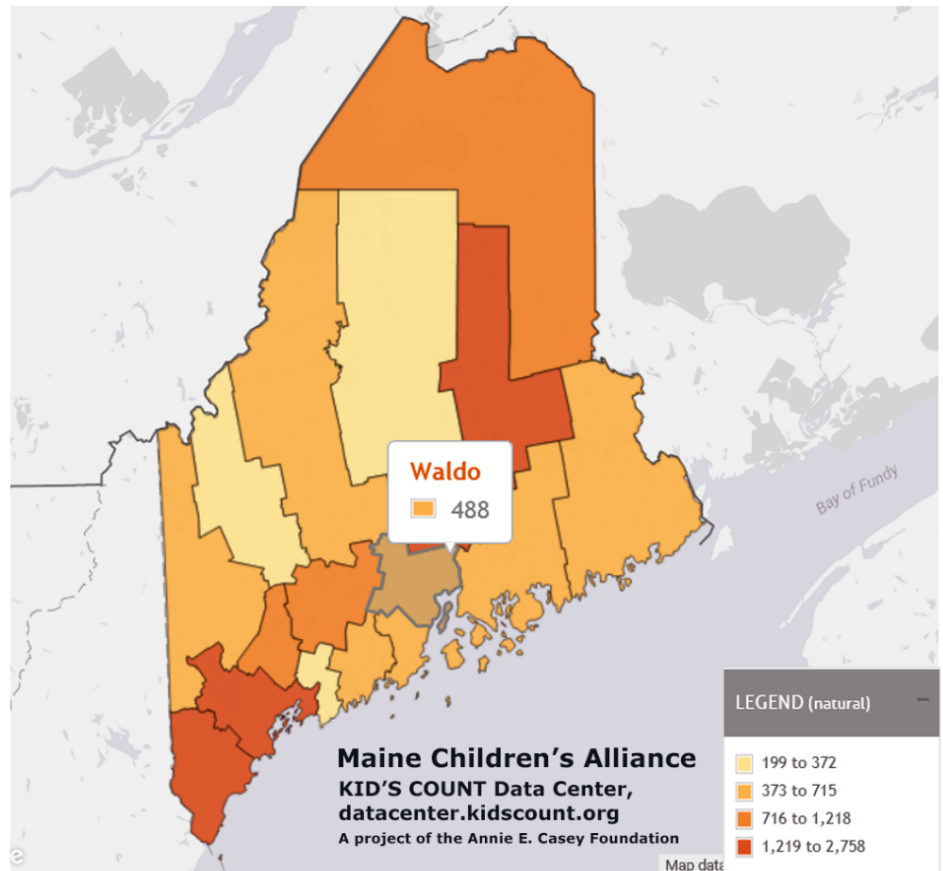 Waldo
488
Bay of Fundy
LEGEND (natural)
199 to 372
373 to 715
716 to 1,218
1,219 to 2,758
Maine Children's Alliance
KID'S COUNT Data Center,
datacenter.kidscount.org
A project of the Annie E. Casey Foundation
Map data